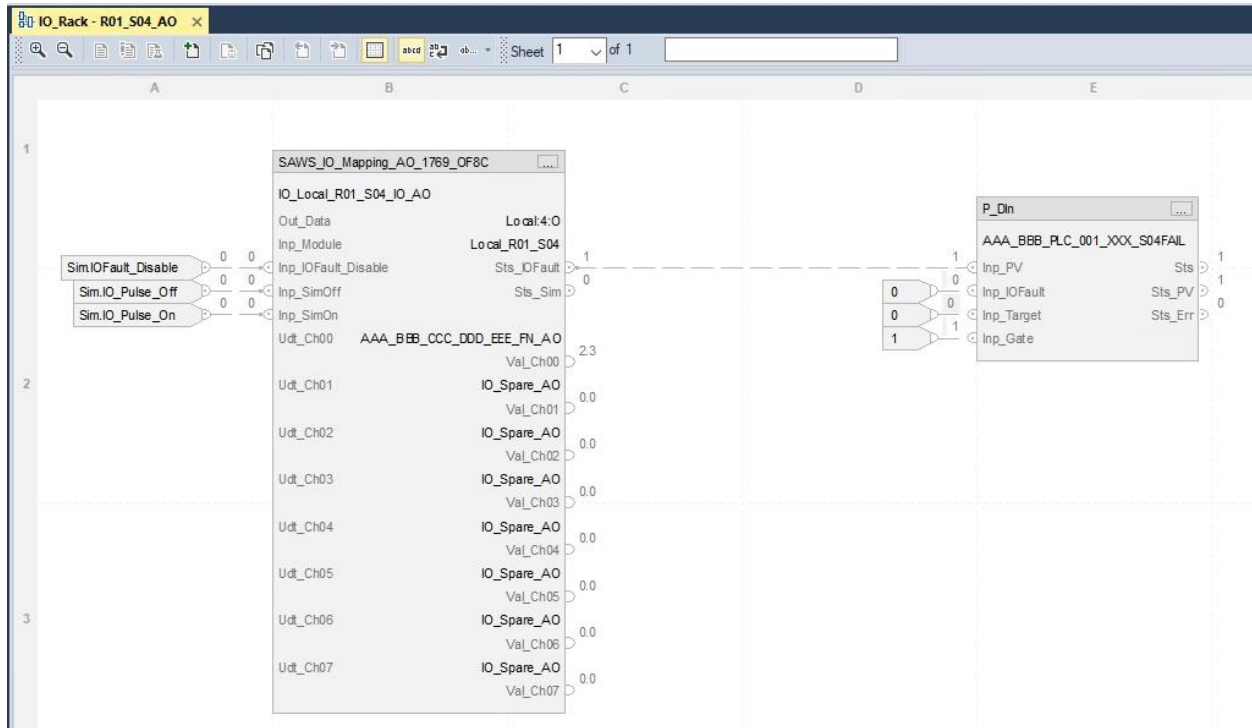 IO_Rack - R01_S04_AO ×
abcd ab... Sheet 1 of 1
A B C D E
1
SAWS_IO_Mapping_AO_1769_OF8C ...
IO_Local_R01_S04_IO_AO
Out_Data Local:4:O
Inp_Module Local_R01_S04
Sim.IOFault_Disable 0 0 Inp_IOFault_Disable Sts_IOFault 1
Sim.IO_Pulse_Off 0 0 Inp_SimOff Sts_Sim 0
Sim.IO_Pulse_On 0 0 Inp_SimOn
Udt_Ch00 AAA_BBB_CCC_DDD_EEE_FN_AO
Val_Ch00 2.3
2
Udt_Ch01 IO_Spare_AO
Val_Ch01 0.0
Udt_Ch02 IO_Spare_AO
Val_Ch02 0.0
Udt_Ch03 IO_Spare_AO
Val_Ch03 0.0
Udt_Ch04 IO_Spare_AO
Val_Ch04 0.0
Udt_Ch05 IO_Spare_AO
Val_Ch05 0.0
3
Udt_Ch06 IO_Spare_AO
Val_Ch06 0.0
Udt_Ch07 IO_Spare_AO
Val_Ch07 0.0
P_DIn ...
AAA_BBB_PLC_001_XXX_S04FAIL
1 Inp_PV Sts 1
0 0 Inp_IOFault Sts_PV 1
0 0 Inp_Target Sts_Err 0
1 1 Inp_Gate